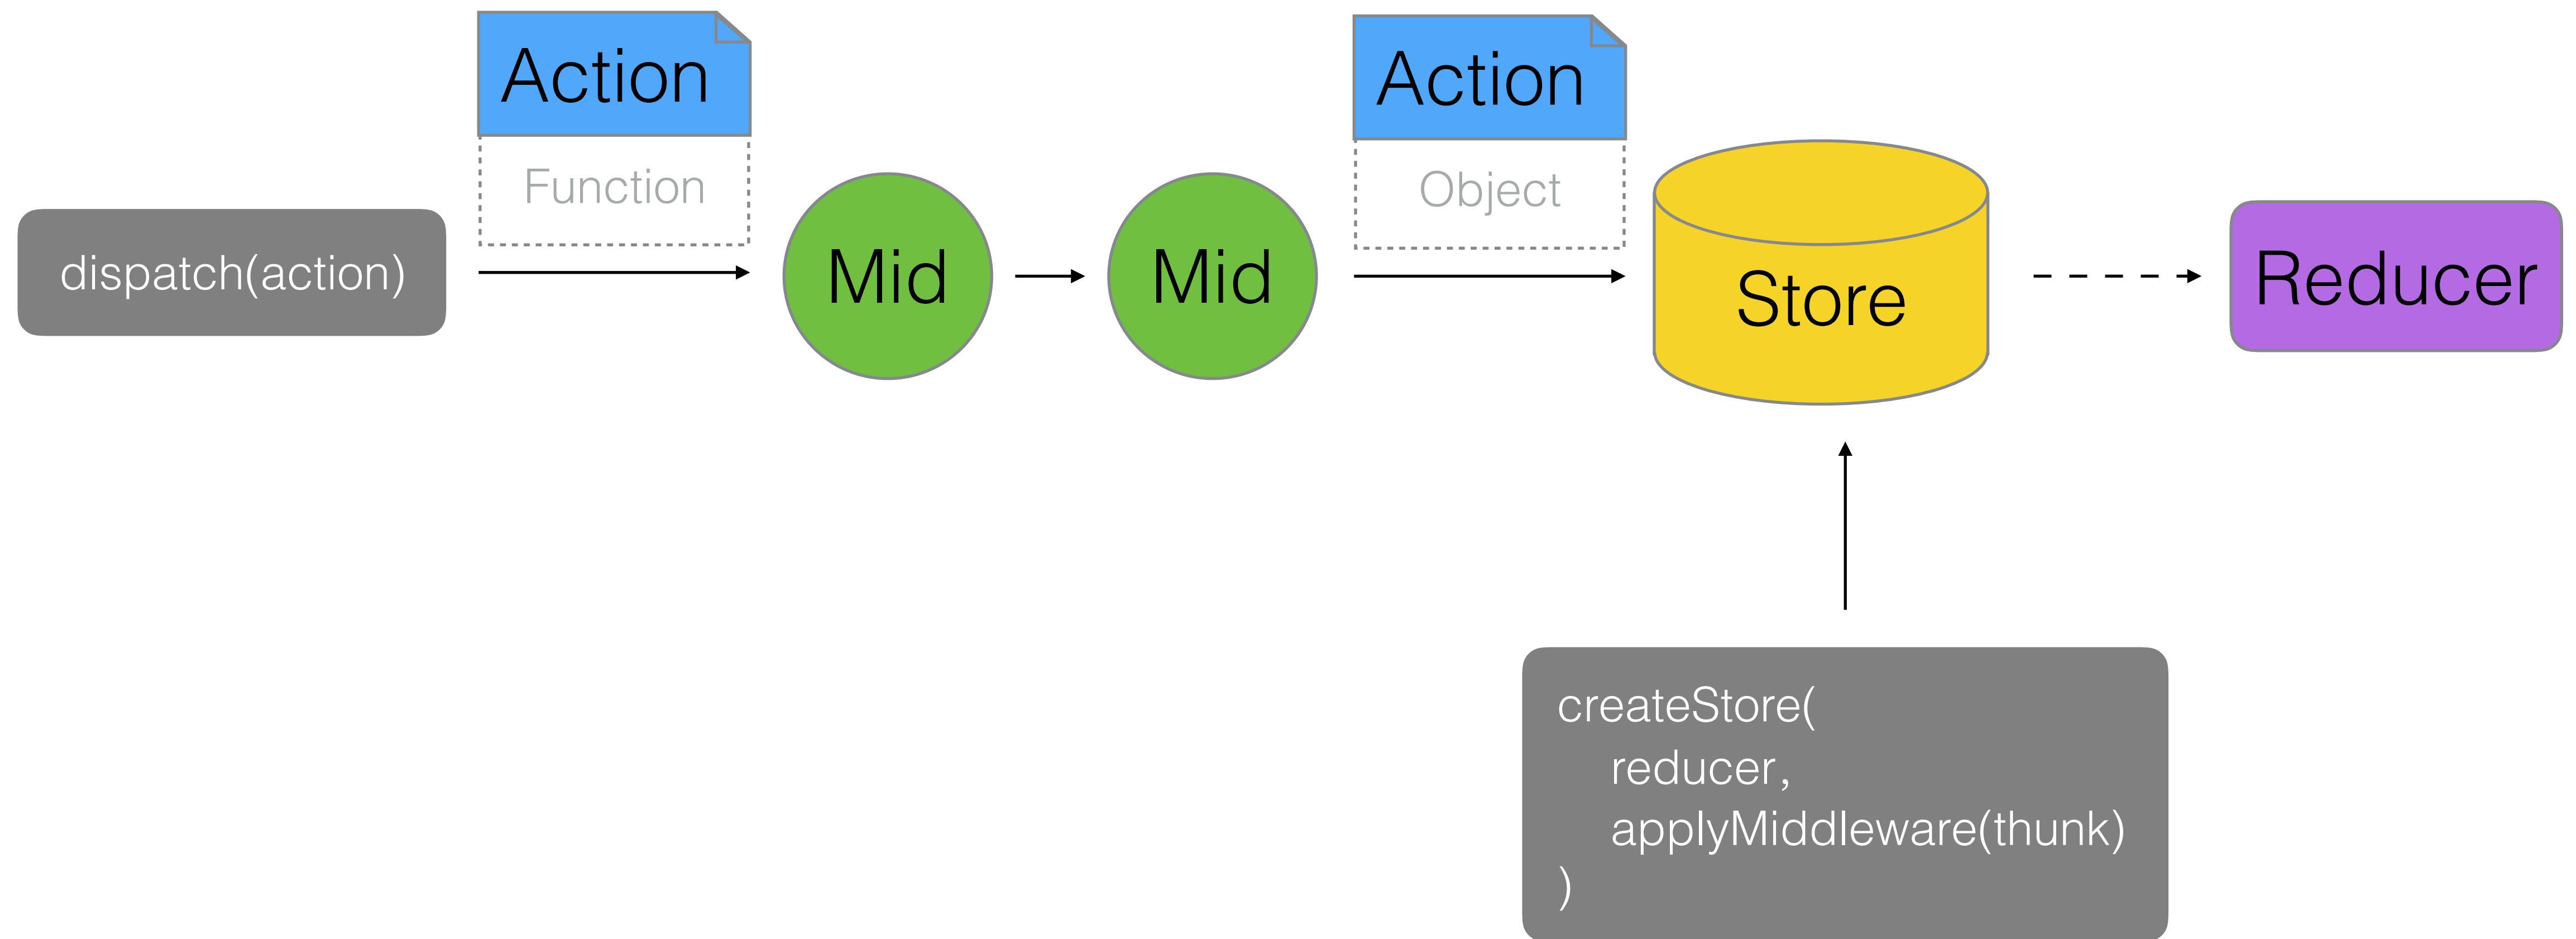 Action
Function
dispatch(action)
Mid
Mid
Action
Object
Store
Reducer
createStore(
reducer,
applyMiddleware(thunk)
)